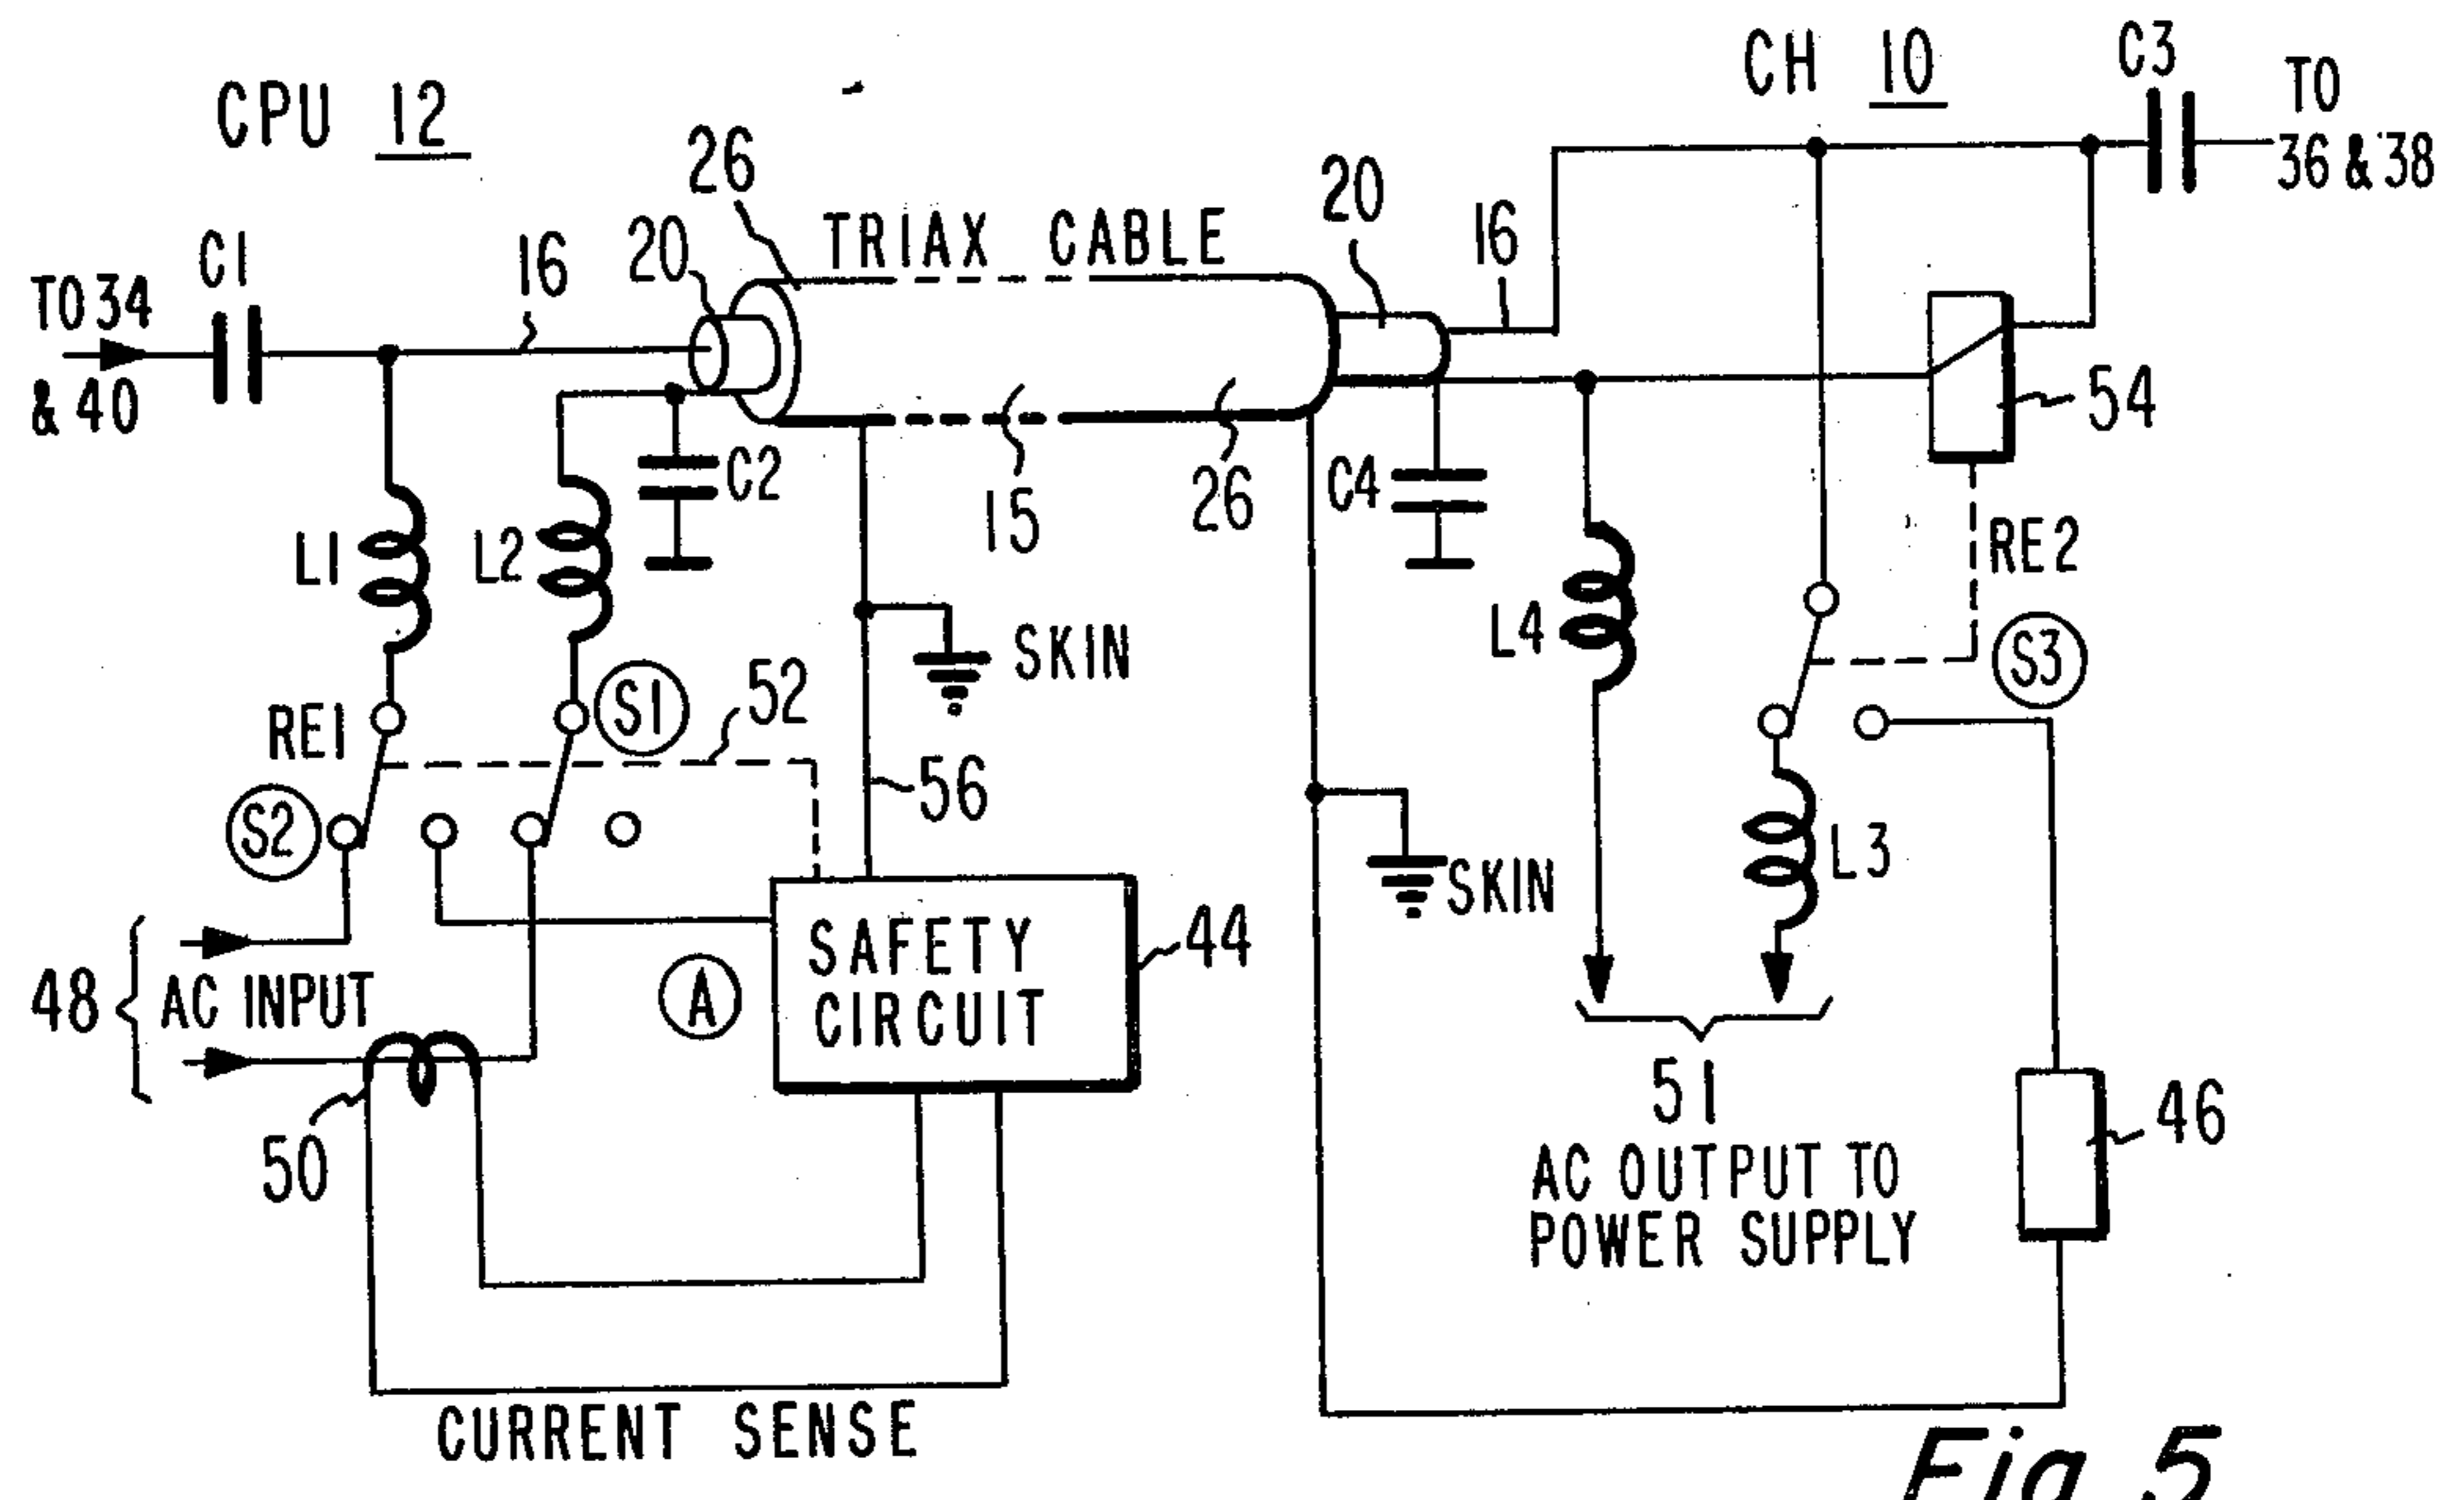 CPU 12
CH 10
C3
TO
36 & 38
26
20
TRIAX CABLE
20
16
C1
16
TO 34
& 40
54
C2
15
26
C4
L1
L2
RE2
L4
SKIN
S3
S1
52
RE1
56
S2
L3
SKIN
SAFETY
CIRCUIT
44
A
48
AC INPUT
51
46
50
AC OUTPUT TO
POWER SUPPLY
CURRENT SENSE
Fig. 5